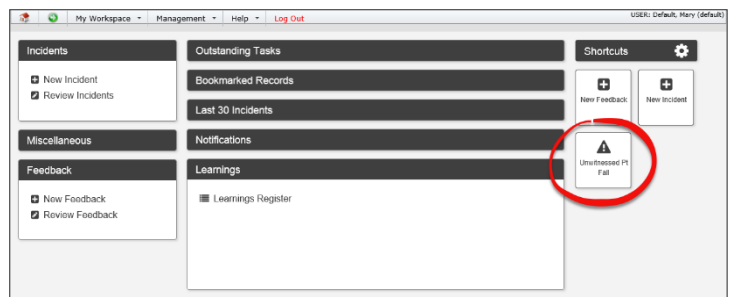 My Workspace Management Help Log Out
USER: Default, Mary (default)
Incidents
New Incident
Review Incidents
Miscellaneous
Feedback
New Feedback
Review Feedback
Outstanding Tasks
Bookmarked Records
Last 30 Incidents
Notifications
Learnings
Learnings Register
Shortcuts
New Feedback
New Incident
Unwitnessed Pt
Fall